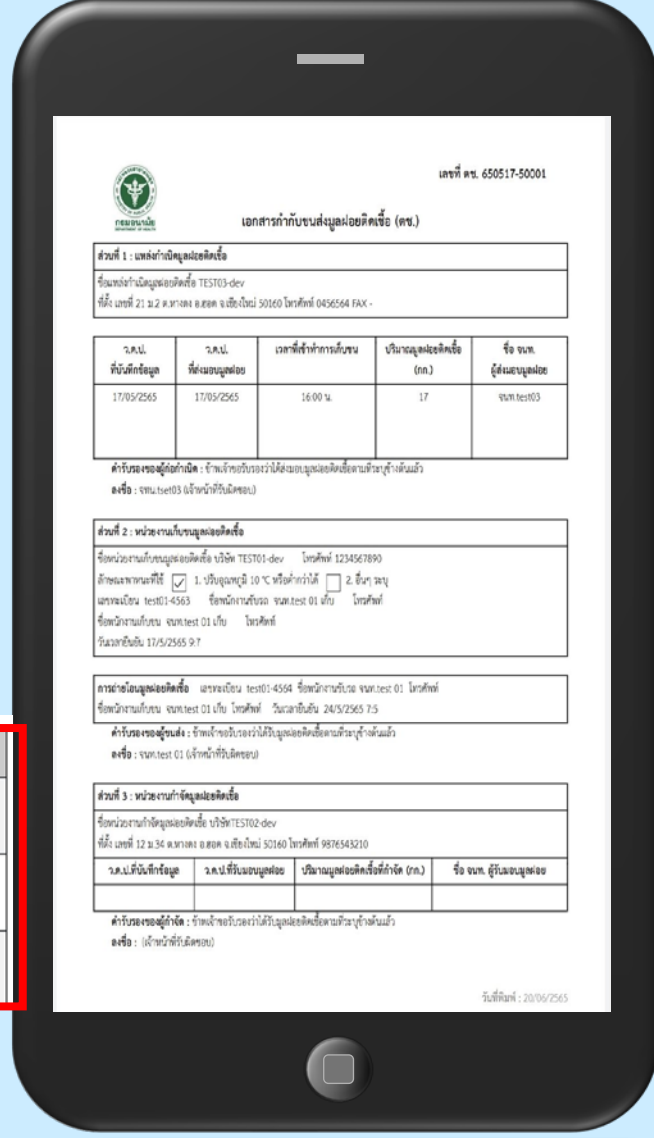 กรมอนามัย
DEPARTMENT OF HEALTH
เลขที่ ตช. 650517-50001
เอกสารกำกับขนส่งมูลฝอยติดเชื้อ (ตช.)
ส่วนที่ 1 : แหล่งกำเนิดมูลฝอยติดเชื้อ
ชื่อแหล่งกำเนิดมูลฝอยติดเชื้อ TEST03-dev
ที่ตั้ง เลขที่ 21 ม.2 ต.หางดง อ.ฮอด จ.เชียงใหม่ 50160 โทรศัพท์ 0456564 FAX -
ว.ด.ป. ที่บันทึกข้อมูล ว.ด.ป. ที่ส่งมอบมูลฝอย เวลาที่เข้าทำการเก็บขน ปริมาณมูลฝอยติดเชื้อ (กก.) ชื่อ จนท. ผู้ส่งมอบมูลฝอย
17/05/2565 17/05/2565 16:00 น. 17 จนท.test03
คำรับรองของผู้ก่อกำเนิด : ข้าพเจ้าขอรับรองว่าได้ส่งมอบมูลฝอยติดเชื้อตามที่ระบุข้างต้นแล้ว
ลงชื่อ : จทน.tset03 (เจ้าหน้าที่รับผิดชอบ)
ส่วนที่ 2 : หน่วยงานเก็บขนมูลฝอยติดเชื้อ
ชื่อหน่วยงานเก็บขนมูลฝอยติดเชื้อ บริษัท TEST01-dev โทรศัพท์ 1234567890
ลักษณะพาหนะที่ใช้ 1. ปรับอุณหภูมิ 10 °C หรือต่ำกว่าได้ 2. อื่นๆ ระบุ
เลขทะเบียน test01-4563 ชื่อพนักงานขับรถ จนท.test 01 เก็บ โทรศัพท์
ชื่อพนักงานเก็บขน จนท.test 01 เก็บ โทรศัพท์
วันเวลายืนยัน 17/5/2565 9:7
การถ่ายโอนมูลฝอยติดเชื้อ เลขทะเบียน test01-4564 ชื่อพนักงานขับรถ จนท.test 01 โทรศัพท์
ชื่อพนักงานเก็บขน จนท.test 01 เก็บ โทรศัพท์ วันเวลายืนยัน 24/5/2565 7:5
คำรับรองของผู้ขนส่ง : ข้าพเจ้าขอรับรองว่าได้รับมูลฝอยติดเชื้อตามที่ระบุข้างต้นแล้ว
ลงชื่อ : จนท.test 01 (เจ้าหน้าที่รับผิดชอบ)
ส่วนที่ 3 : หน่วยงานกำจัดมูลฝอยติดเชื้อ
ชื่อหน่วยงานกำจัดมูลฝอยติดเชื้อ บริษัทTEST02-dev
ที่ตั้ง เลขที่ 12 ม.34 ต.หางดง อ.ฮอด จ.เชียงใหม่ 50160 โทรศัพท์ 9876543210
ว.ด.ป.ที่บันทึกข้อมูล ว.ด.ป.ที่รับมอบมูลฝอย ปริมาณมูลฝอยติดเชื้อที่กำจัด (กก.) ชื่อ จนท. ผู้รับมอบมูลฝอย
คำรับรองของผู้กำจัด : ข้าพเจ้าขอรับรองว่าได้รับมูลฝอยติดเชื้อตามที่ระบุข้างต้นแล้ว
ลงชื่อ : (เจ้าหน้าที่รับผิดชอบ)
วันที่พิมพ์ : 20/06/2565